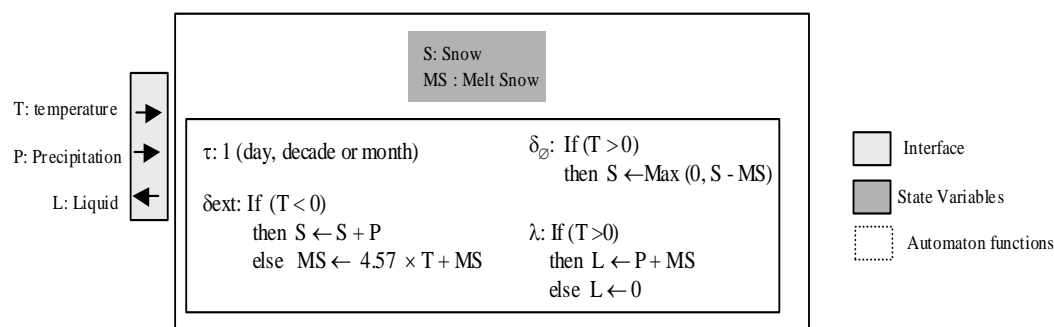 S: Snow
MS : Melt Snow
T: temperature
P: Precipitation
L: Liquid
τ: 1 (day, decade or month)
δext: If (T < 0)
then S ← S + P
else MS ← 4.57 × T + MS
δ∅: If (T > 0)
then S ← Max (0, S - MS)
λ: If (T >0)
then L ← P + MS
else L ← 0
Interface
State Variables
Automaton functions